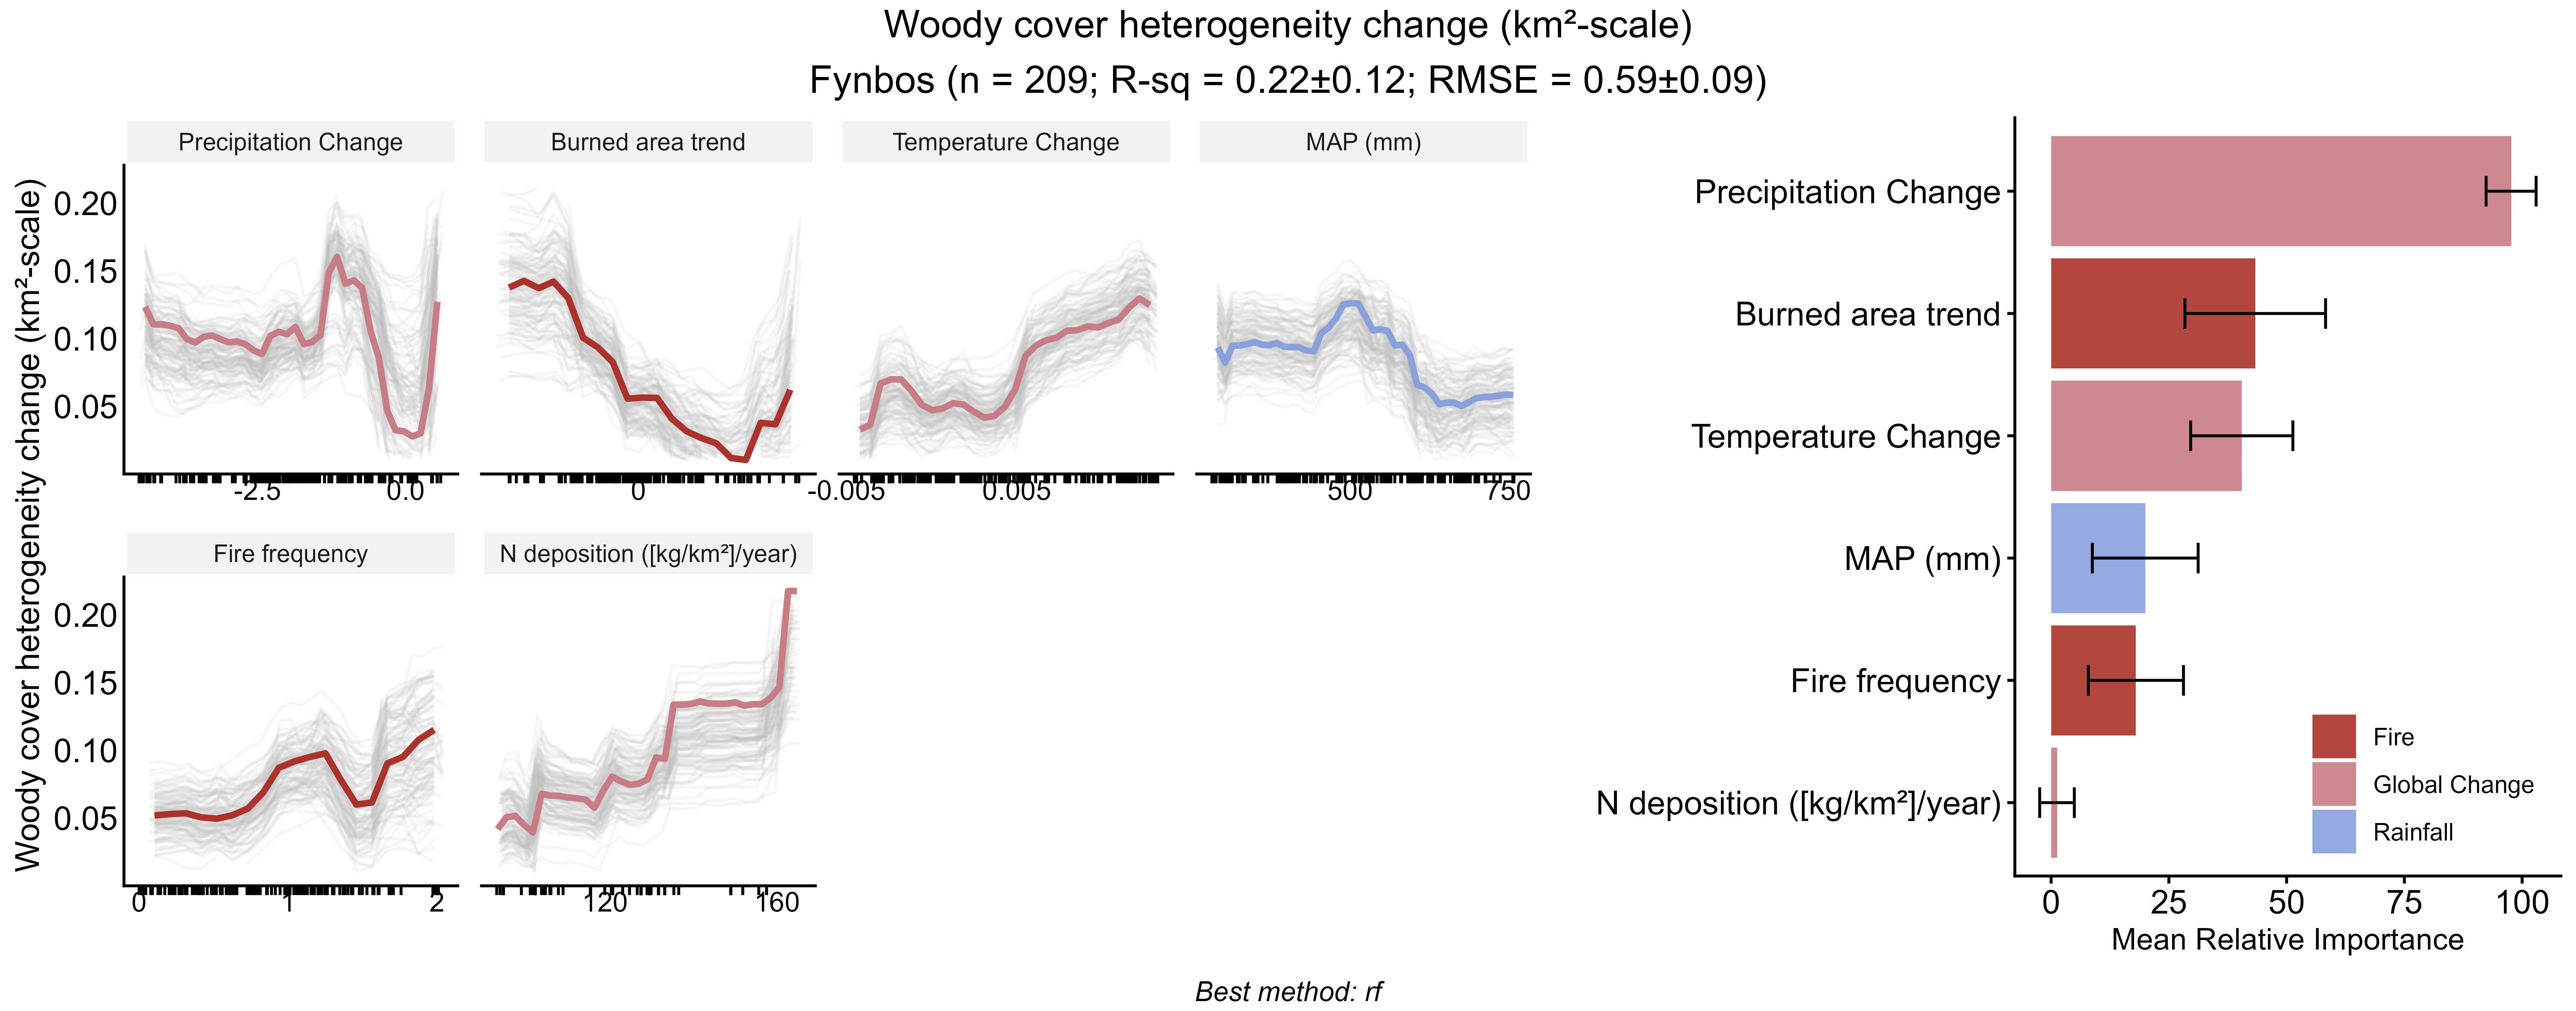 Woody cover heterogeneity change (km²-scale)
Fynbos (n = 209; R-sq = 0.22±0.12; RMSE = 0.59±0.09)
Woody cover heterogeneity change (km²-scale)
Precipitation Change
Burned area trend
Temperature Change
MAP (mm)
0.20
0.15
0.10
0.05
-2.5 0.0
0
-0.005 0.005
500 750
Fire frequency
N deposition ([kg/km²]/year)
0.20
0.15
0.10
0.05
0 1 2
120 160
Precipitation Change
Burned area trend
Temperature Change
MAP (mm)
Fire frequency
N deposition ([kg/km²]/year)
Fire
Global Change
Rainfall
0 25 50 75 100
Mean Relative Importance
Best method: rf